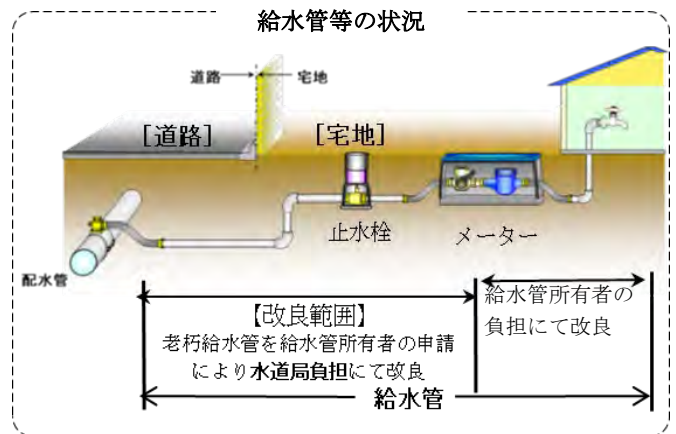 給水管等の状況
道路 宅地
［道路］ ［宅地］
止水栓 メーター
配水管
【改良範囲】
老朽給水管を給水管所有者の申請
により水道局負担にて改良
給水管所有者の
負担にて改良
給水管